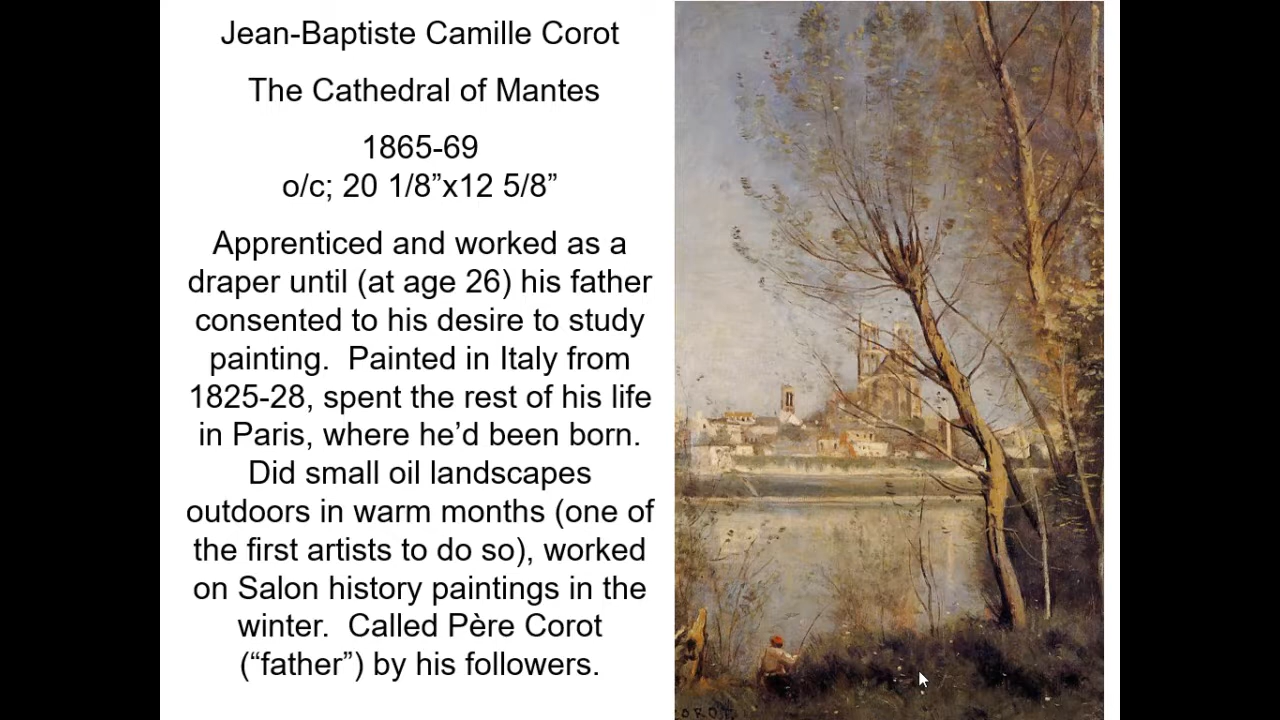 Jean-Baptiste Camille Corot
The Cathedral of Mantes
1865-69
o/c; 20 1/8”x12 5/8”
Apprenticed and worked as a
draper until (at age 26) his father
consented to his desire to study
painting.  Painted in Italy from
1825-28, spent the rest of his life
in Paris, where he’d been born.
Did small oil landscapes
outdoors in warm months (one of
the first artists to do so), worked
on Salon history paintings in the
winter.  Called Père Corot
(“father”) by his followers.
COROT